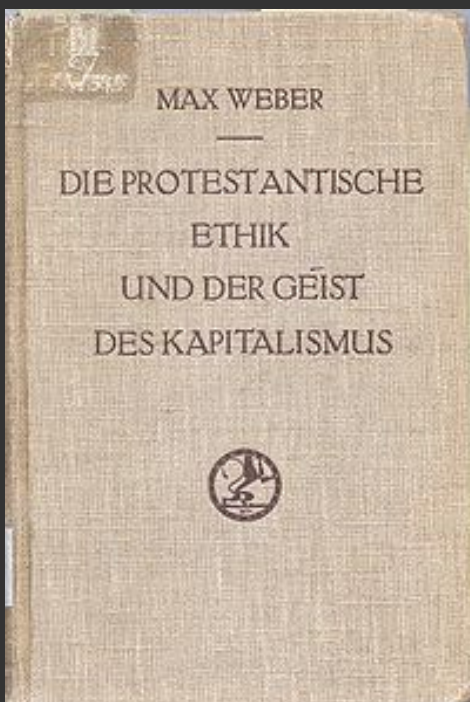 MAX WEBER
DIE PROTESTANTISCHE
ETHIK
UND DER GEIST
DES KAPITALISMUS